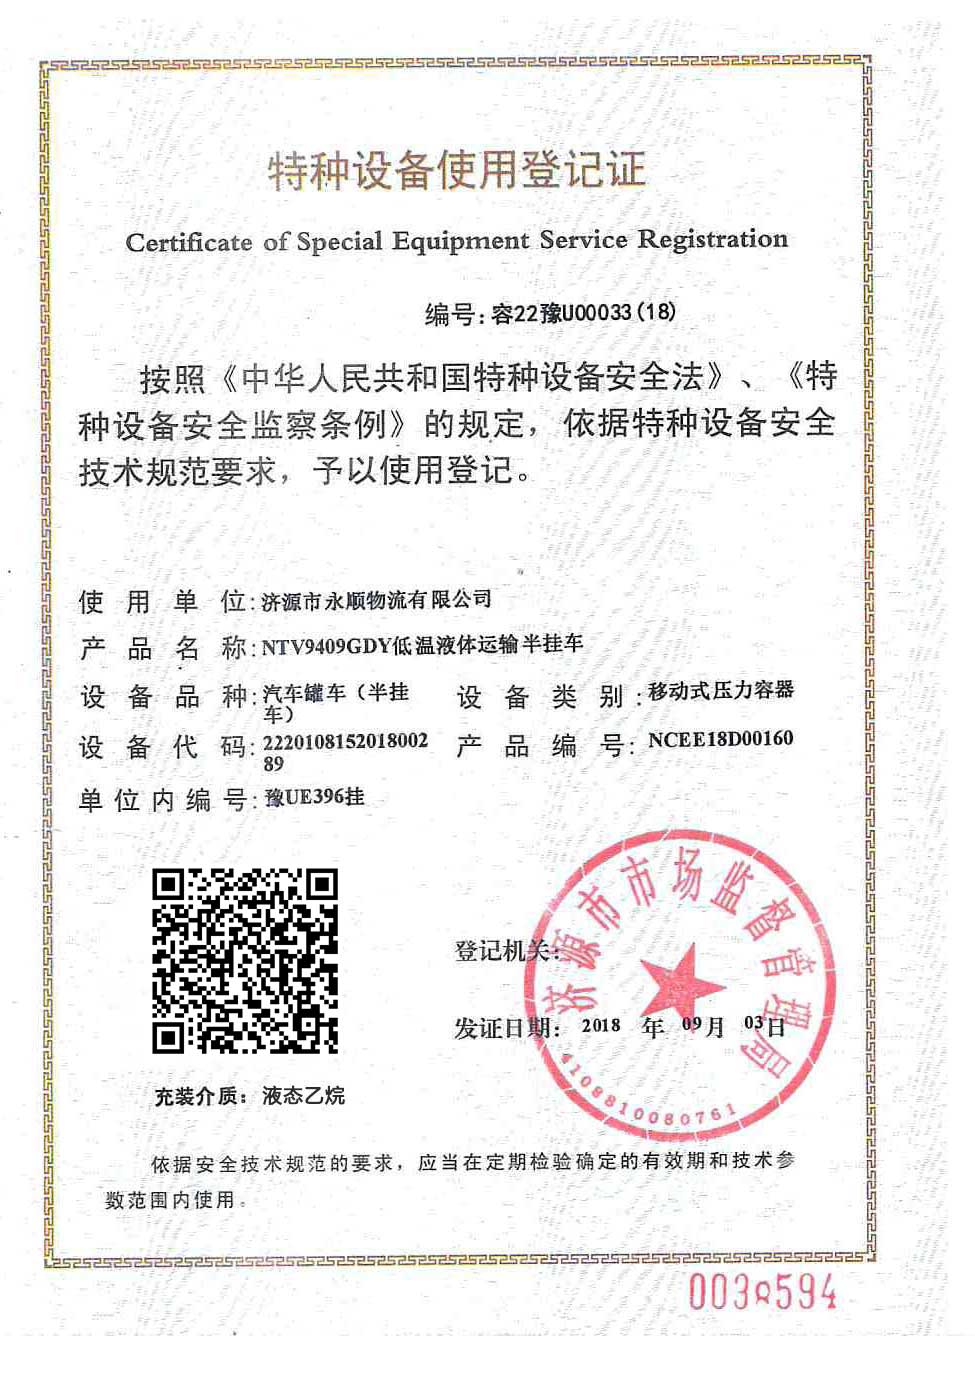 特种设备使用登记证
Certificate of Special Equipment Service Registration
编号:容22豫U00033(18)
按照《中华人民共和国特种设备安全法》、《特
种设备安全监察条例》的规定，依据特种设备安全
技术规范要求，予以使用登记。
使用单位:济源市永顺物流有限公司
产品名称:NTV9409GDY低温液体运输半挂车
设备品种:汽车罐车（半挂
车）
设备类别:移动式压力容器
设备代码:2220108152018002
89
产品编号:NCEE18D00160
单位内编号:豫UE396挂
济源市市场监督管理局
登记机关:
发证日期: 2018 年 09月 03日
4108810080761
充装介质：液态乙烷
依据安全技术规范的要求，应当在定期检验确定的有效期和技术参
数范围内使用。
0038594